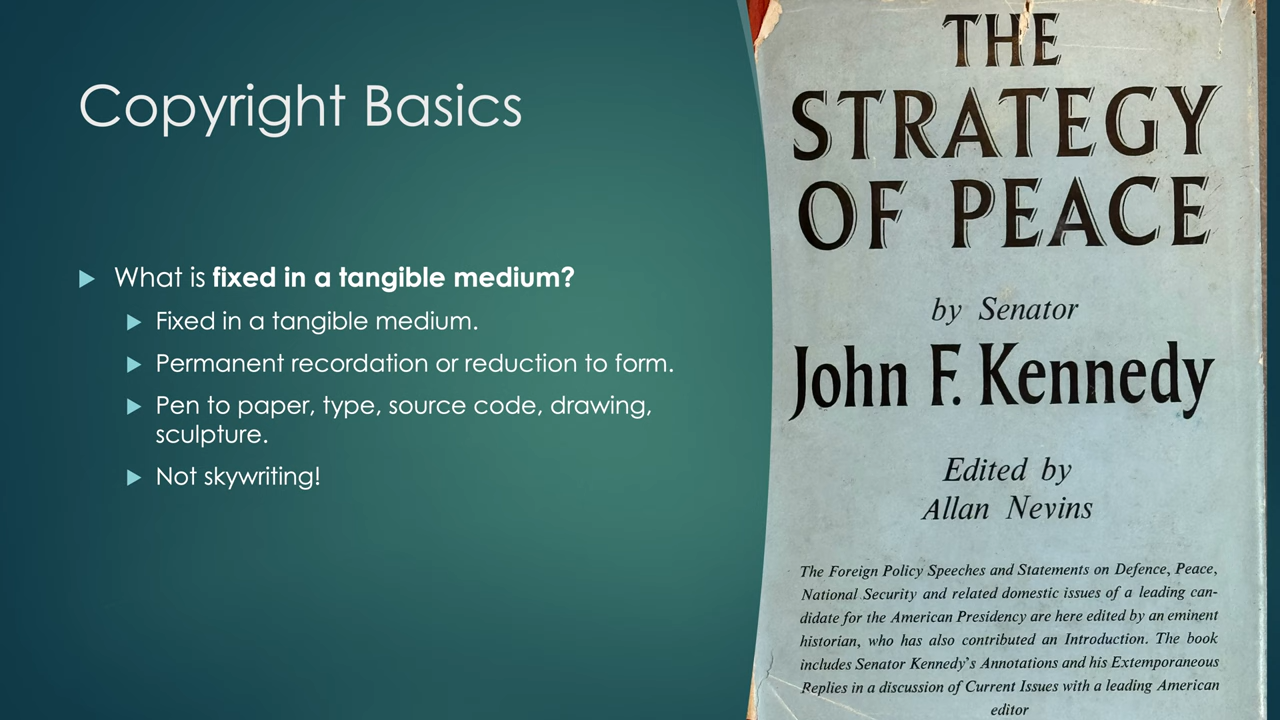 Copyright Basics
What is fixed in a tangible medium?
Fixed in a tangible medium.
Permanent recordation or reduction to form.
Pen to paper, type, source code, drawing,
sculpture.
Not skywriting!
THE
STRATEGY
OF PEACE
by Senator
John F. Kennedy
Edited by
Allan Nevins
The Foreign Policy Speeches and Statements on Defence, Peace,
National Security and related domestic issues of a leading can-
didate for the American Presidency are here edited by an eminent
historian, who has also contributed an Introduction. The book
includes Senator Kennedy's Annotations and his Extemporaneous
Replies in a discussion of Current Issues with a leading American
editor